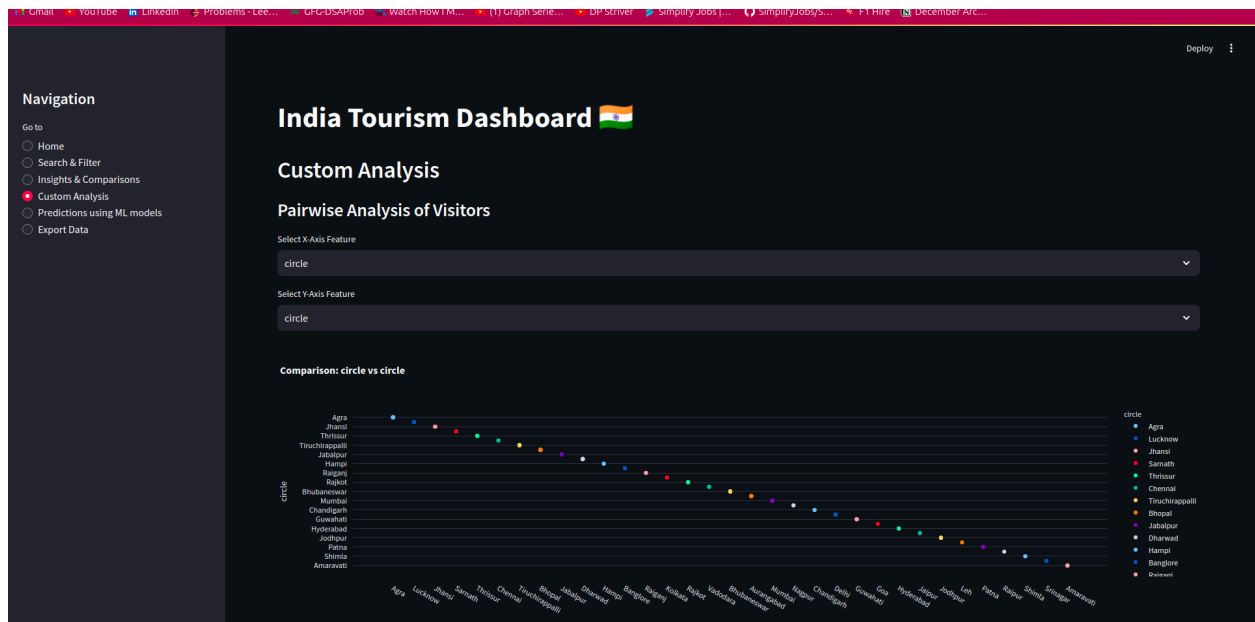 Gmail YouTube LinkedIn Problems - Lee... GFG-DSAProb Watch How I M... (1) Graph Serie... DP Striver Simplify Jobs |... SimplifyJobs/S... F1 Hire December Arc...
Deploy
Navigation
Go to
Home
Search & Filter
Insights & Comparisons
Custom Analysis
Predictions using ML models
Export Data
India Tourism Dashboard
Custom Analysis
Pairwise Analysis of Visitors
Select X-Axis Feature
circle
Select Y-Axis Feature
circle
Comparison: circle vs circle
circle
Agra
Jhansi
Thrissur
Tiruchirappalli
Jabalpur
Hampi
Raiganj
Rajkot
Bhubaneswar
Mumbai
Chandigarh
Guwahati
Hyderabad
Jodhpur
Patna
Shimla
Amaravati
Agra Lucknow Jhansi Sarnath Thrissur Chennai Tiruchirappalli Bhopal Jabalpur Dharwad Hampi Banglore Raiganj Kolkata Rajkot Vadodara Bhubaneswar Aurangabad Mumbai Nagpur Chandigarh Delhi Guwahati Goa Hyderabad Jaipur Jodhpur Leh Patna Raipur Shimla Srinagar Amaravati
circle
Agra
Lucknow
Jhansi
Sarnath
Thrissur
Chennai
Tiruchirappalli
Bhopal
Jabalpur
Dharwad
Hampi
Banglore
Raiganj